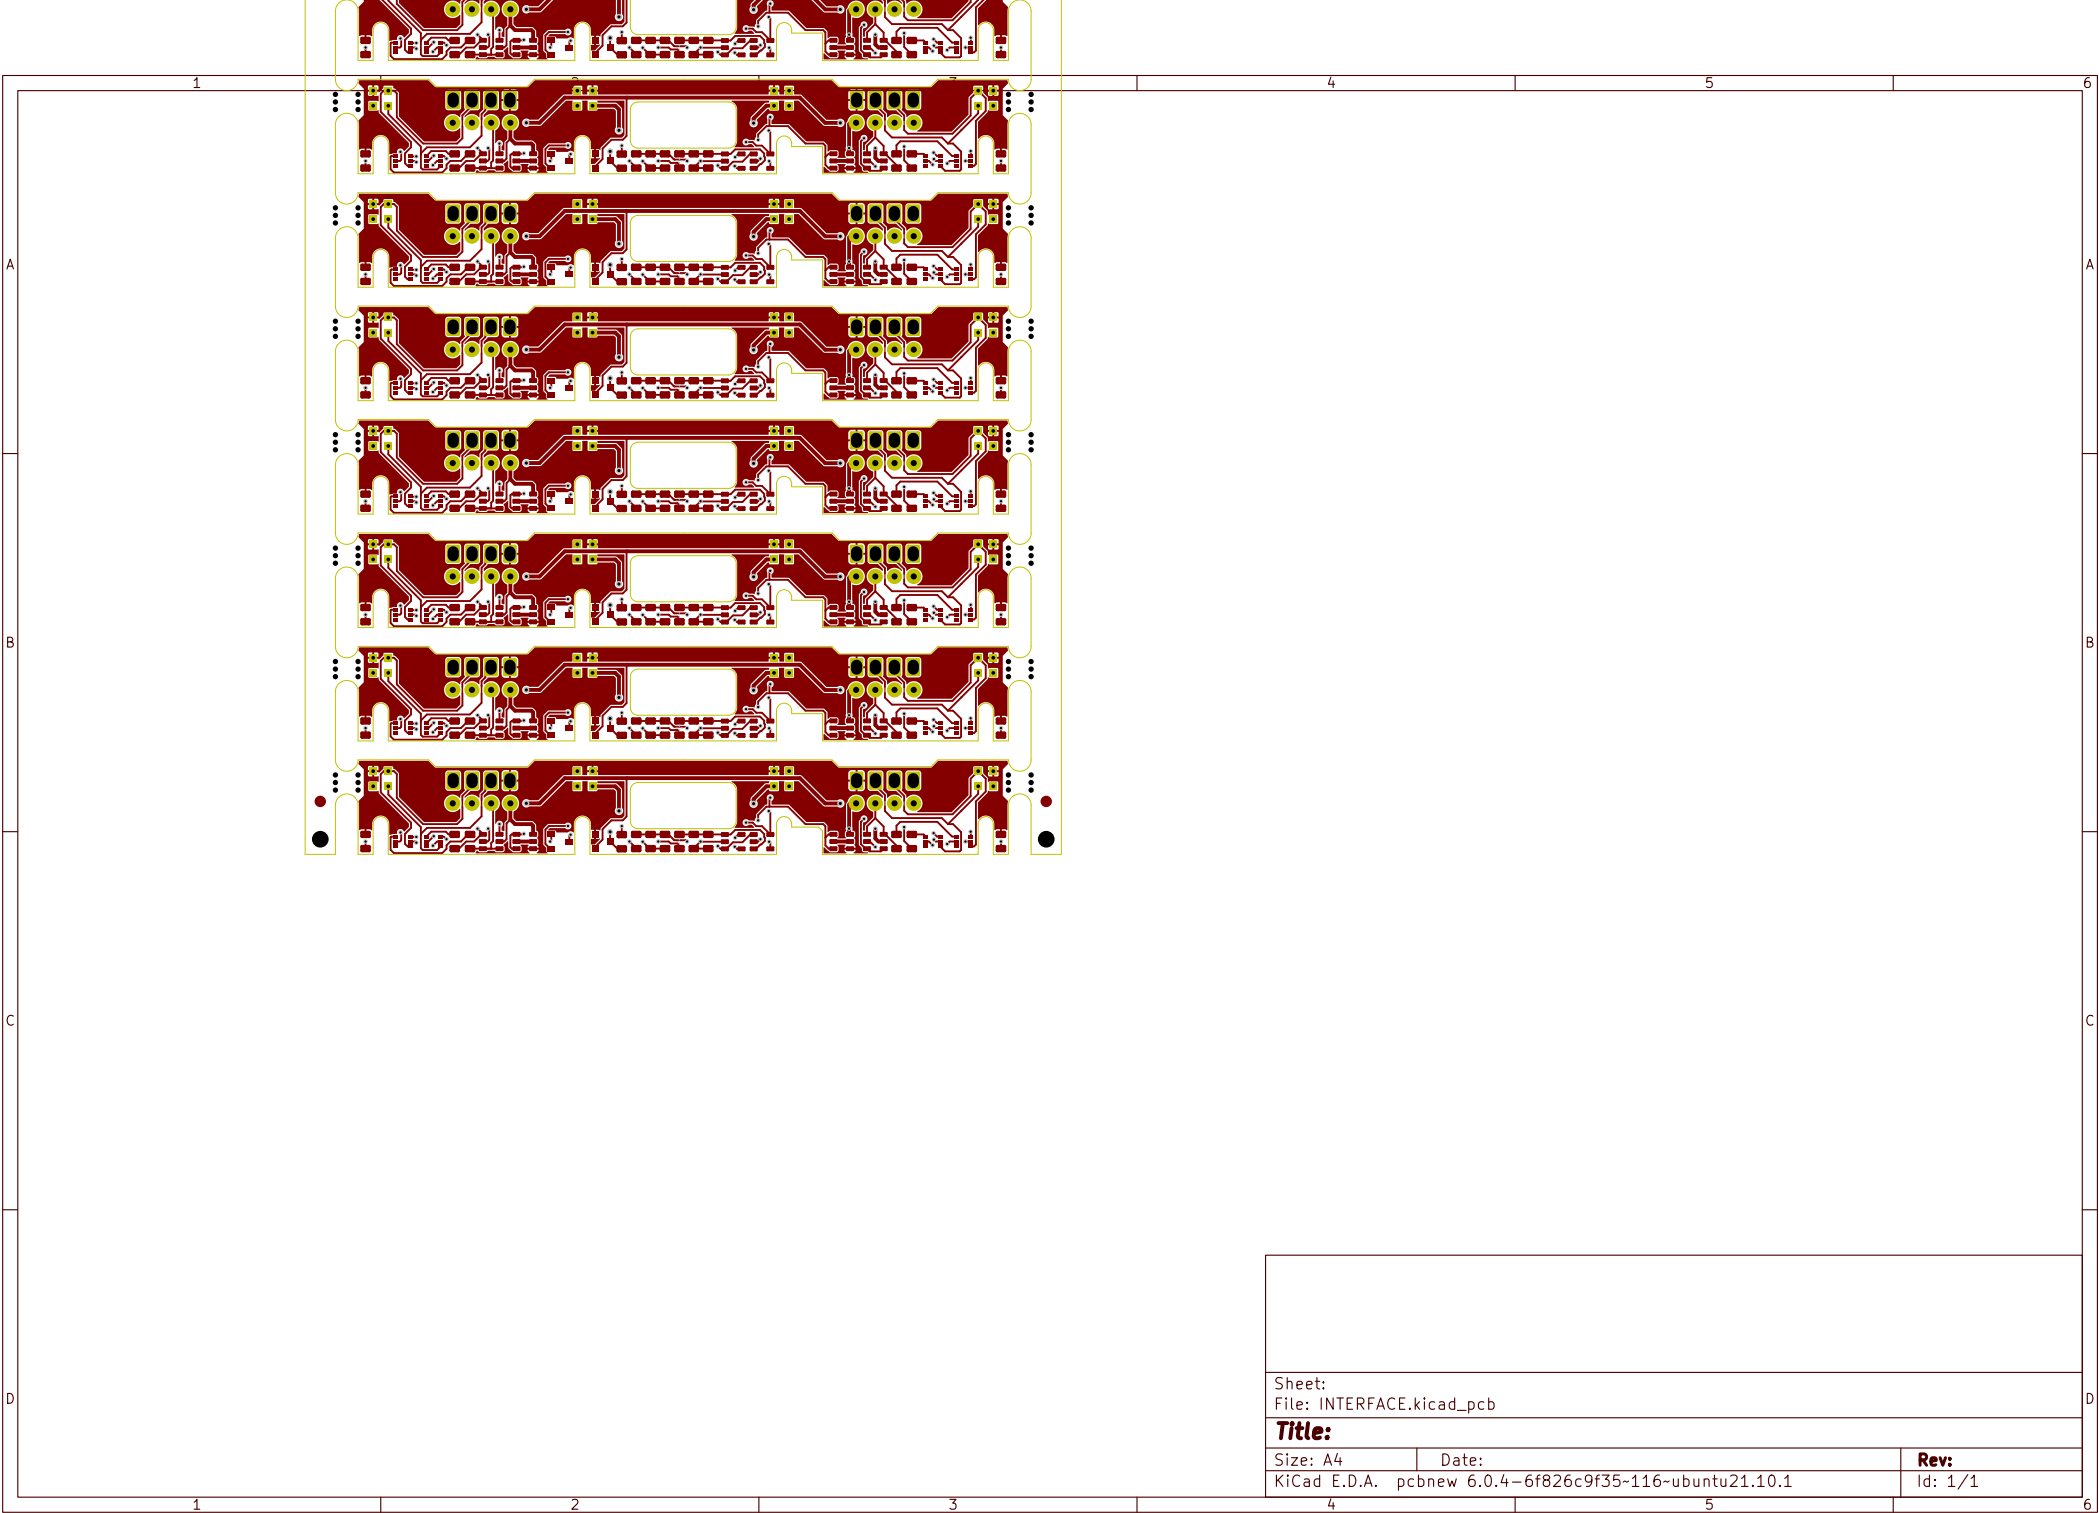 1 2 3 4 5 6
A A
B B
C C
D D
Sheet:
File: INTERFACE.kicad_pcb
Title:
Size: A4 Date: Rev:
KiCad E.D.A. pcbnew 6.0.4-6f826c9f35~116~ubuntu21.10.1 Id: 1/1
1 2 3 4 5 6